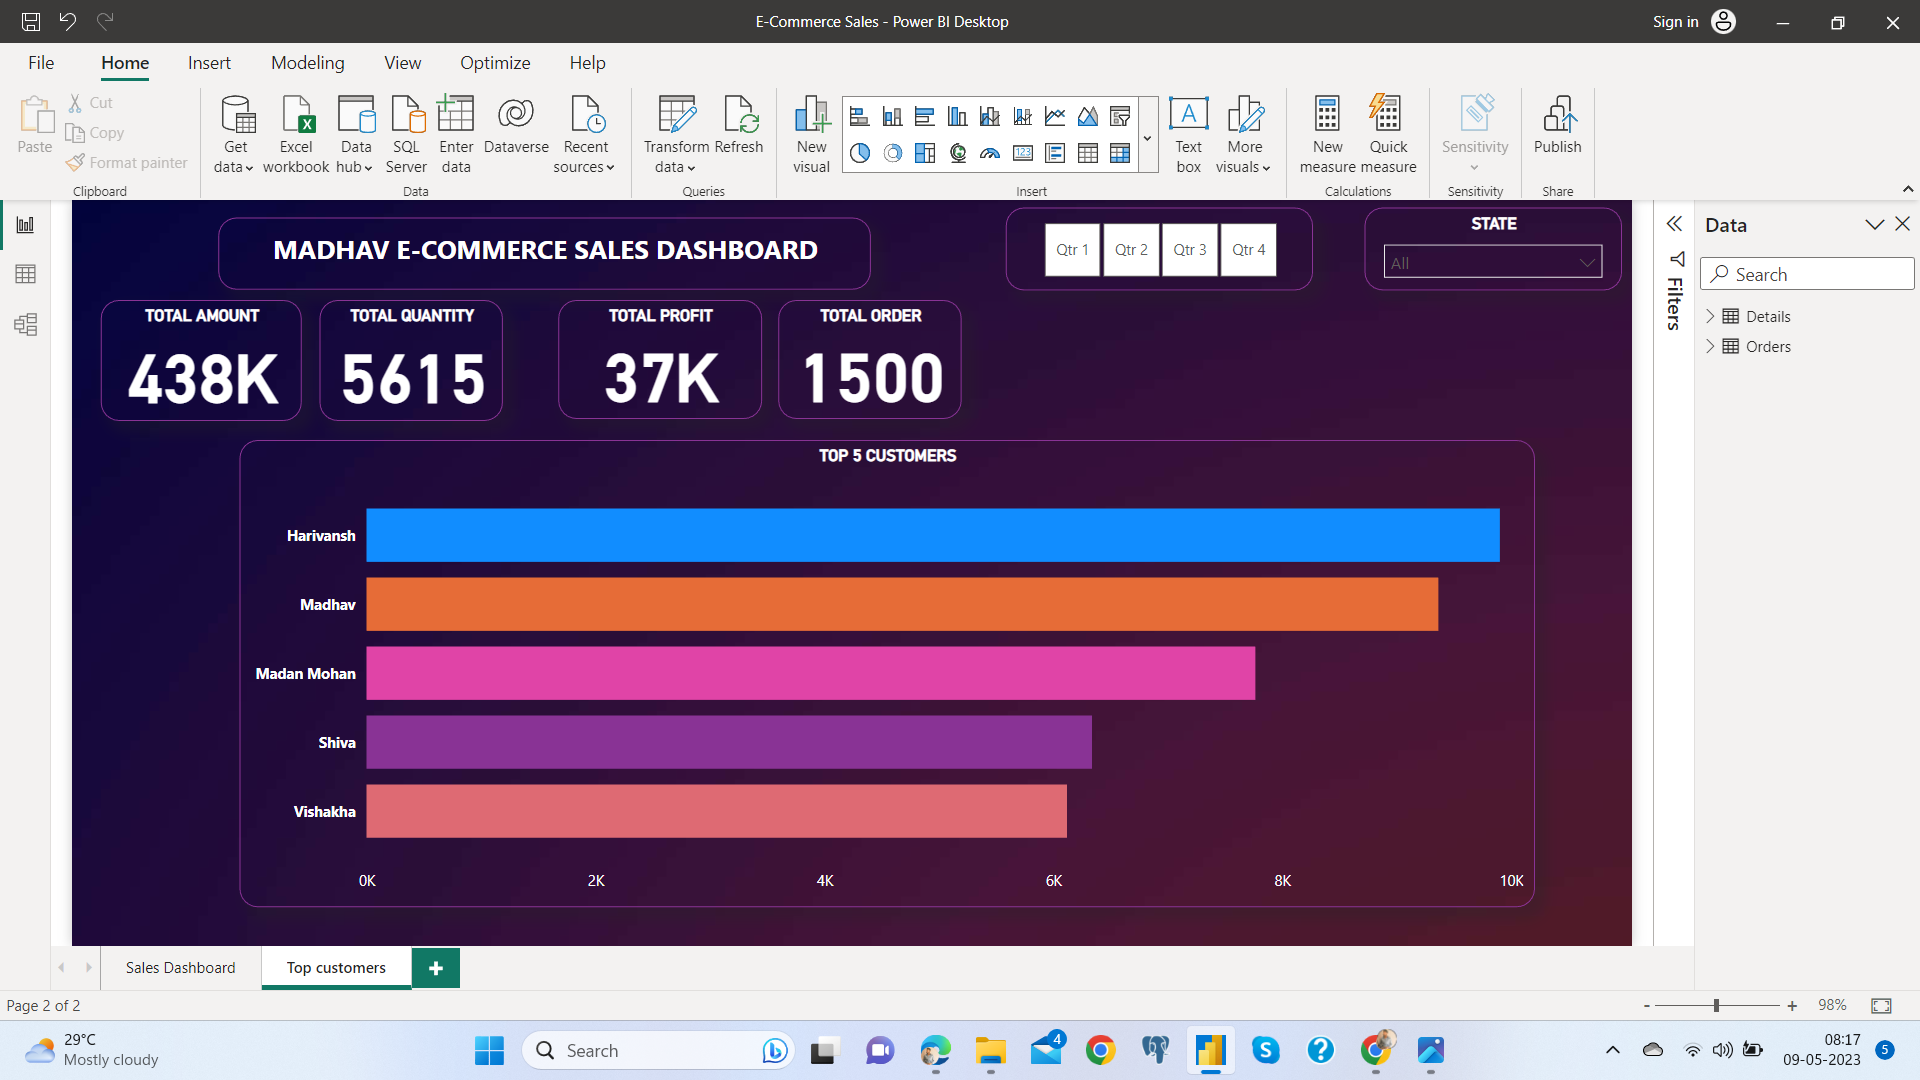 E-Commerce Sales - Power BI Desktop
Sign in
File Home Insert Modeling View Optimize Help
Paste
Cut
Copy
Format painter
Clipboard
Get data
Excel workbook
Data hub
SQL Server
Enter data
Dataverse
Recent sources
Data
Transform data
Refresh
Queries
New visual
123
Insert
A
Text box
More visuals
New measure
Quick measure
Calculations
Sensitivity
Sensitivity
Publish
Share
MADHAV E-COMMERCE SALES DASHBOARD
Qtr 1 Qtr 2 Qtr 3 Qtr 4
STATE
All
TOTAL AMOUNT
438K
TOTAL QUANTITY
5615
TOTAL PROFIT
37K
TOTAL ORDER
1500
TOP 5 CUSTOMERS
Harivansh
Madhav
Madan Mohan
Shiva
Vishakha
0K 2K 4K 6K 8K 10K
Filters
Data
Search
Details
Orders
Sales Dashboard
Top customers
+
Page 2 of 2
- + 98%
29°C
Mostly cloudy
Search
4
08:17
09-05-2023
5